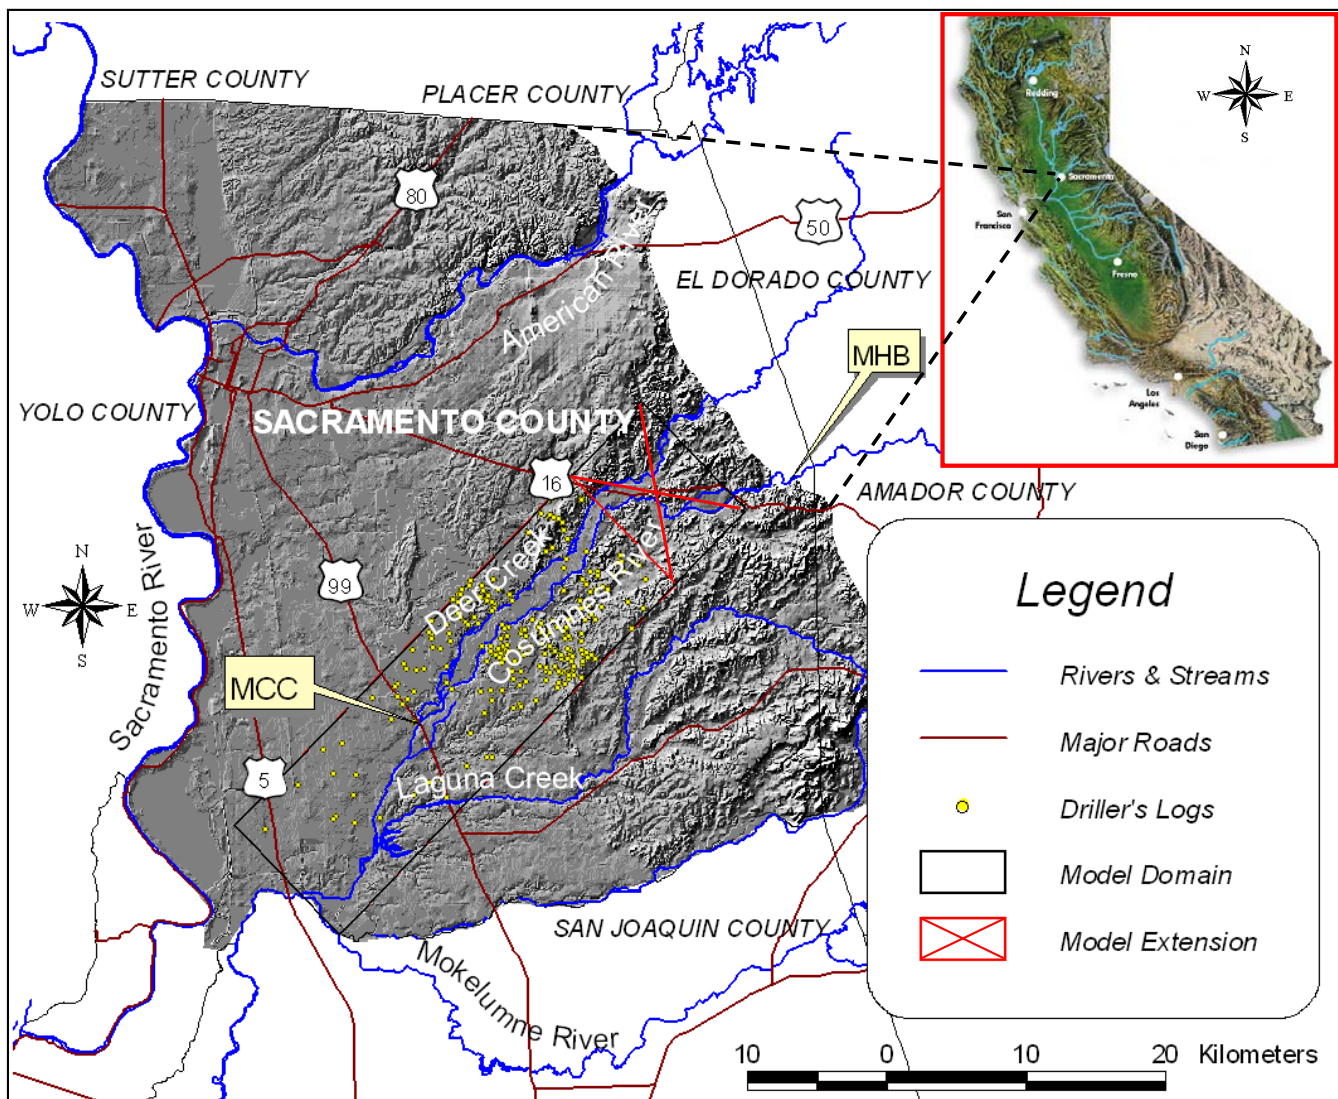 SUTTER COUNTY
PLACER COUNTY
80
50
American River
EL DORADO COUNTY
MHB
YOLO COUNTY
SACRAMENTO COUNTY
16
AMADOR COUNTY
Sacramento River
N
W E
S
99
Deer Creek
Cosumnes River
MCC
5
Laguna Creek
SAN JOAQUIN COUNTY
Mokelumne River
N
W E
S
Redding
Sacramento
San
Francisco
Fresno
Los
Angeles
San
Diego
Legend
Rivers & Streams
Major Roads
Driller's Logs
Model Domain
Model Extension
10 0 10 20 Kilometers